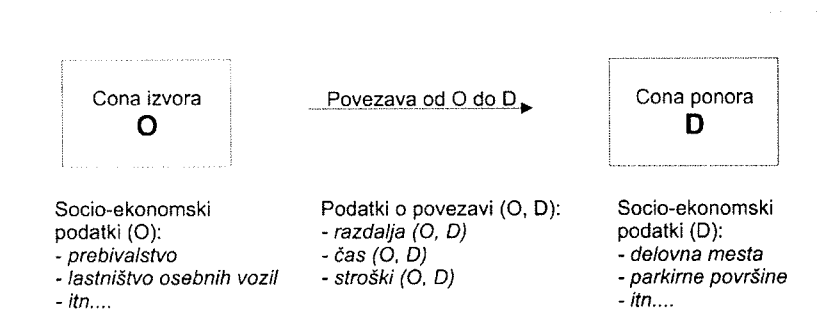 Cona izvora
O
Povezava od O do D
Cona ponora
D
Socio-ekonomski
podatki (O):
- prebivalstvo
- lastništvo osebnih vozil
- itn....
Podatki o povezavi (O, D):
- razdalja (O, D)
- čas (O, D)
- stroški (O, D)
Socio-ekonomski
podatki (D):
- delovna mesta
- parkirne površine
- itn....